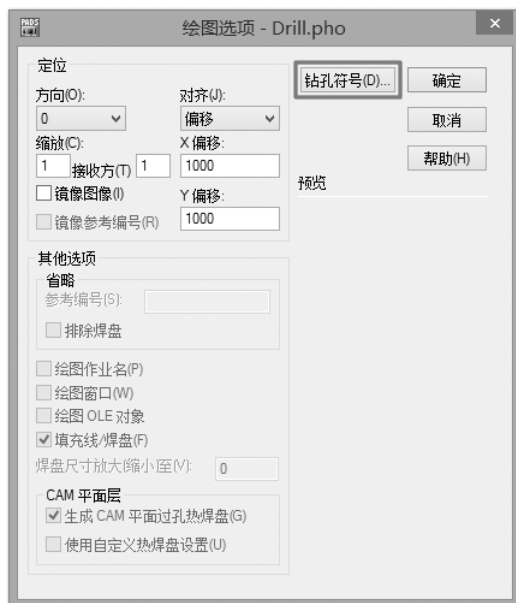 PADS
绘图选项 - Drill.pho
×
定位
方向(O):
对齐(J):
0
偏移
缩放(C):
X 偏移:
1 接收方(T) 1
1000
镜像图像(I)
Y 偏移:
镜像参考编号(R)
1000
钻孔符号(D)...
确定
取消
帮助(H)
预览
其他选项
省略
参考编号(S):
排除焊盘
绘图作业名(P)
绘图窗口(W)
绘图 OLE 对象
填充线/焊盘(F)
焊盘尺寸放大(缩小)至(V):
0
CAM 平面层
生成 CAM 平面过孔热焊盘(G)
使用自定义热焊盘设置(U)